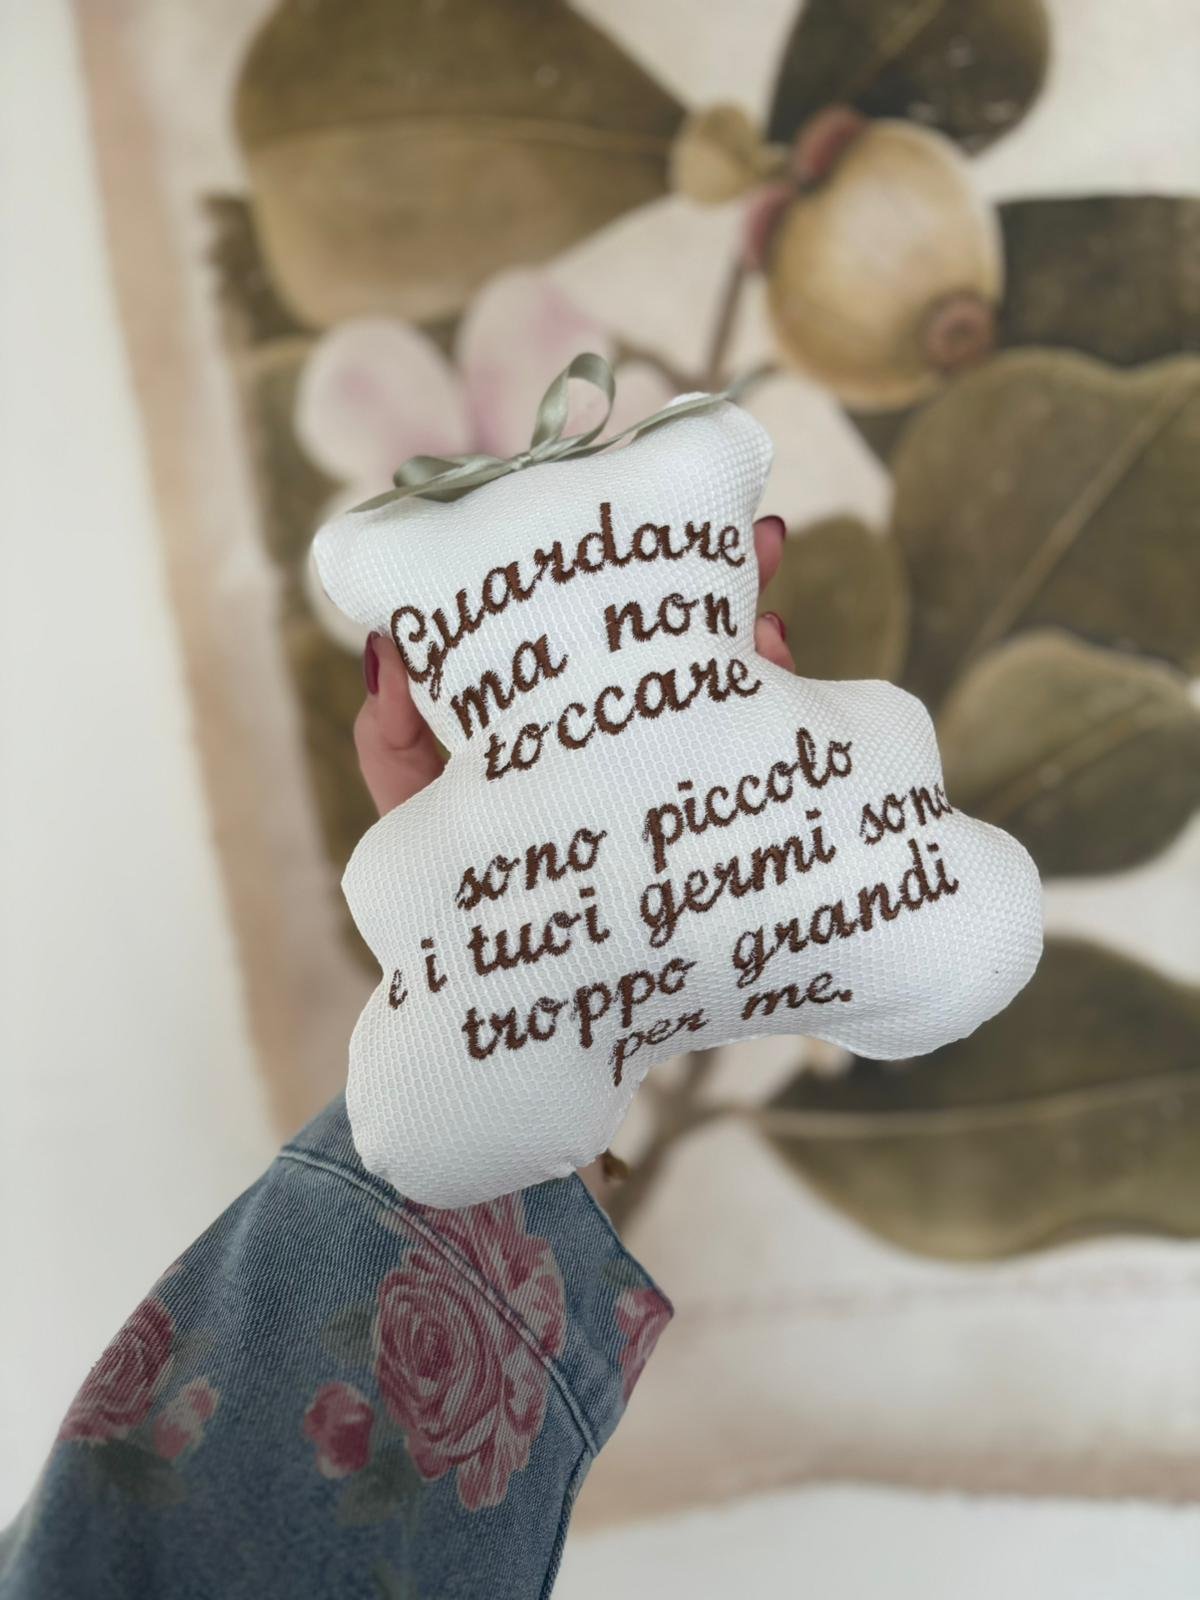 Guardare
ma non
toccare
sono piccolo
e i tuoi germi sono
troppo grandi
per me.